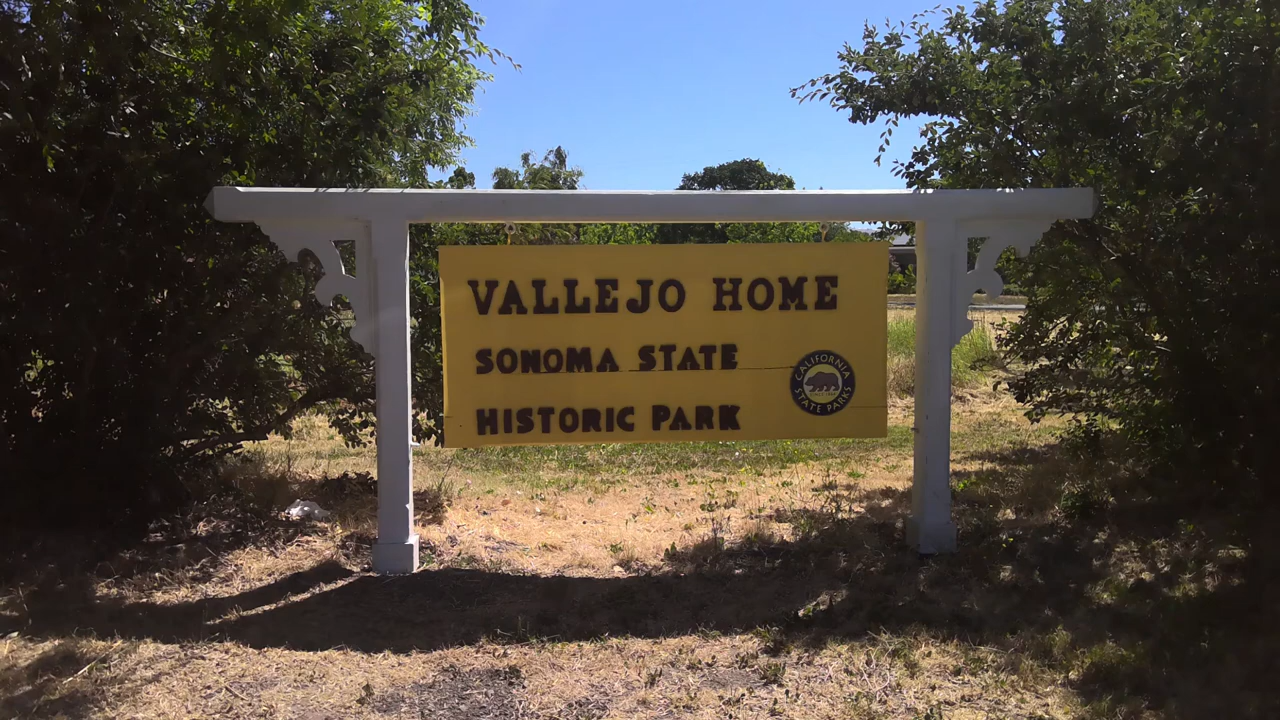 VALLEJO HOME
SONOMA STATE
HISTORIC PARK
CALIFORNIA
STATE PARKS